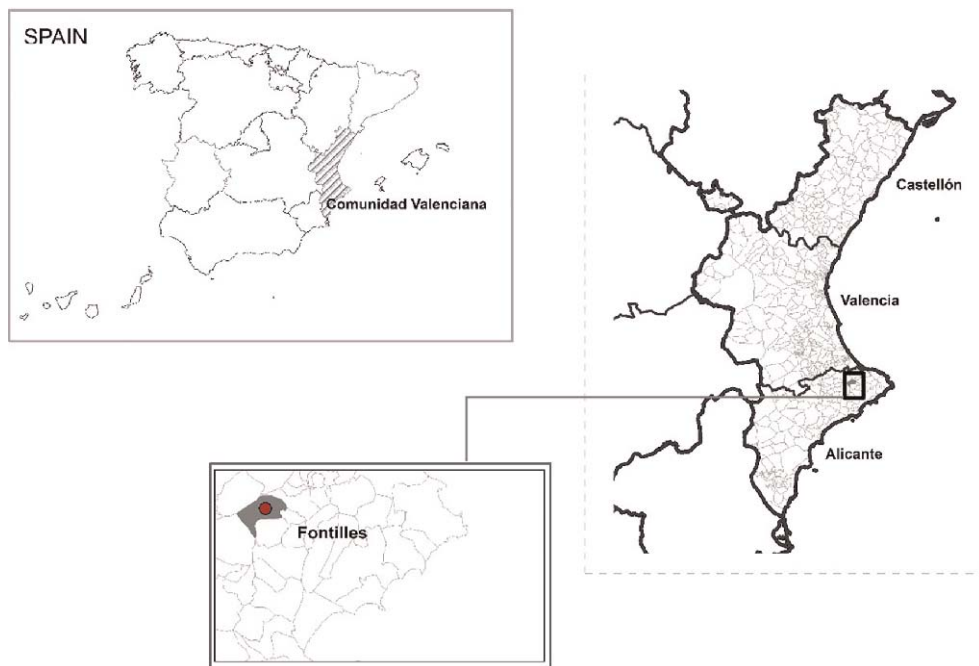 SPAIN
Comunidad Valenciana
Castellón
Valencia
Alicante
Fontilles